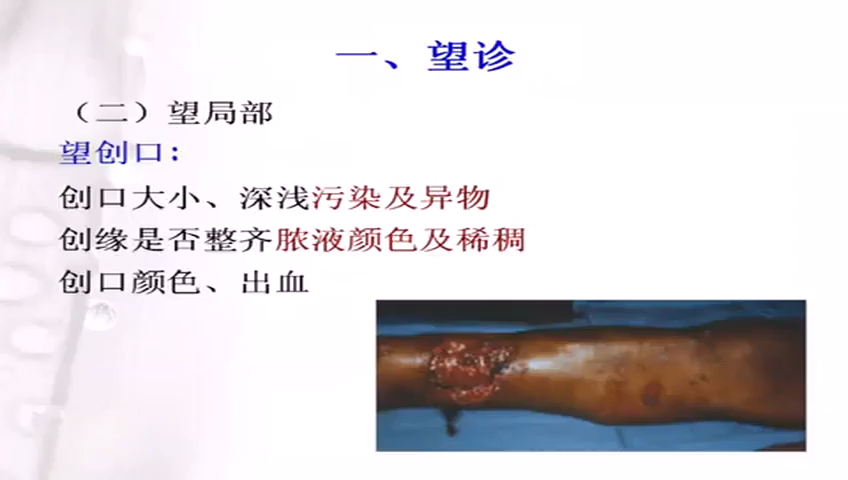 一、望诊
（二）望局部
望创口：
创口大小、深浅污染及异物
创缘是否整齐脓液颜色及稀稠
创口颜色、出血